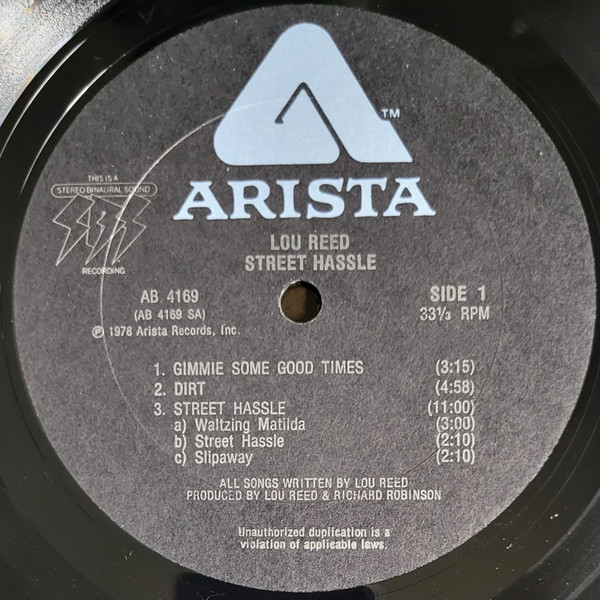 TM
ARISTA
THIS IS A
STEREO BINAURAL SOUND
RECORDING
LOU REED
STREET HASSLE
AB 4169
(AB 4169 SA)
℗ 1978 Arista Records, Inc.
SIDE 1
33⅓ RPM
1. GIMMIE SOME GOOD TIMES (3:15)
2. DIRT (4:58)
3. STREET HASSLE (11:00)
a) Waltzing Matilda (3:00)
b) Street Hassle (2:10)
c) Slipaway (2:10)
ALL SONGS WRITTEN BY LOU REED
PRODUCED BY LOU REED & RICHARD ROBINSON
Unauthorized duplication is a
violation of applicable laws.